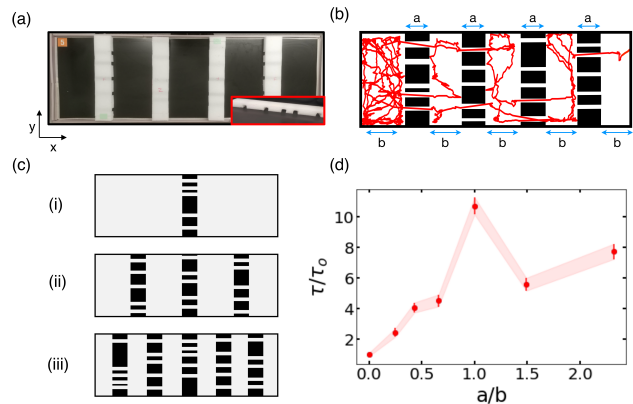 (a)
S
y
x
(b)
a a a a
b b b b b
(c)
(i)
(ii)
(iii)
(d)
τ/τo
10
8
6
4
2
0.0 0.5 1.0 1.5 2.0
a/b